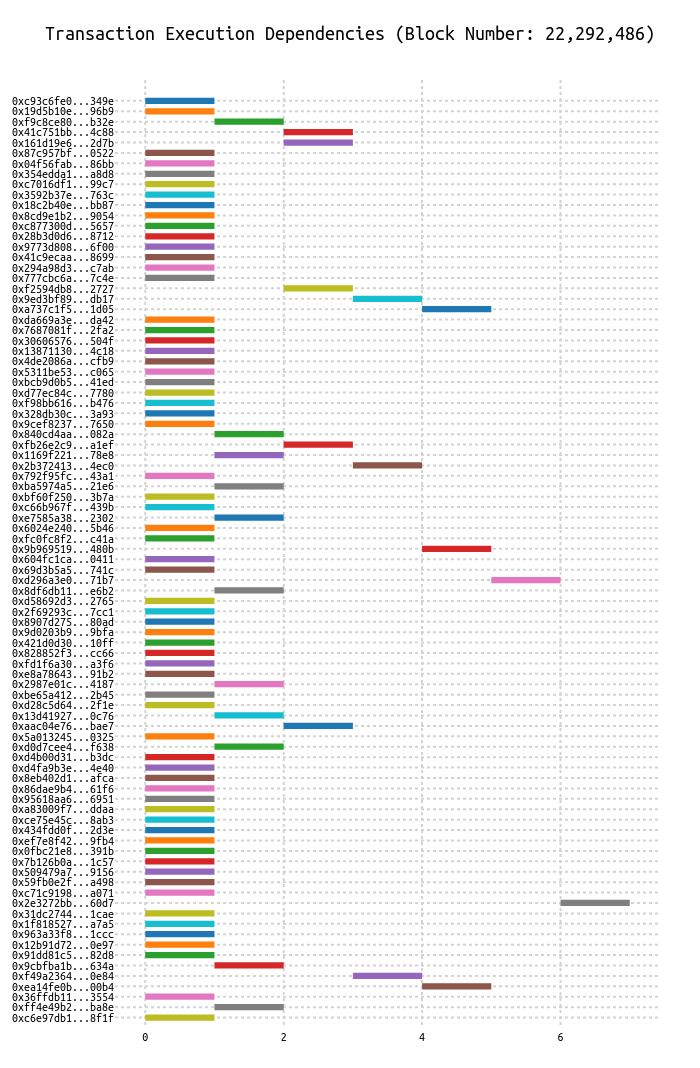 Transaction Execution Dependencies (Block Number: 22,292,486)
0xc93c6fe0...349e
0x19d5b10e...96b9
0xf9c8ce80...b32e
0x41c751bb...4c88
0x161d19e6...2d7b
0x87c957bf...0522
0x04f56fab...86bb
0x354edda1...a8d8
0xc7016df1...99c7
0x3592b37e...763c
0x18c2b40e...bb87
0x8cd9e1b2...9054
0xc877300d...5657
0x28b3d0d6...8712
0x9773d808...6f00
0x41c9ecaa...8699
0x294a98d3...c7ab
0x777cbc6a...7c4e
0xf2594db8...2727
0x9ed3bf89...db17
0xa737c1f5...1d05
0xda669a3e...da42
0x7687081f...2fa2
0x30606576...504f
0x13871130...4c18
0x4de2086a...cfb9
0x5311be53...c065
0xbcb9d0b5...41ed
0xd77ec84c...7780
0xf98bb616...b476
0x328db30c...3a93
0x9cef8237...7650
0x840cd4aa...082a
0xfb26e2c9...a1ef
0x1169f221...78e8
0x2b372413...4ec0
0x792f95fc...43a1
0xba5974a5...21e6
0xbf60f250...3b7a
0xc66b967f...439b
0xe7585a38...2302
0x6024e240...5b46
0xfc0fc8f2...c41a
0x9b969519...480b
0x604fc1ca...0411
0x69d3b5a5...741c
0xd296a3e0...71b7
0x8df6db11...e6b2
0xd58692d3...2765
0x2f69293c...7cc1
0x8907d275...80ad
0x9d0203b9...9bfa
0x421d0d30...10ff
0x828852f3...cc66
0xfd1f6a30...a3f6
0xe8a78643...91b2
0x2987e01c...4187
0xbe65a412...2b45
0xd28c5d64...2f1e
0x13d41927...0c76
0xaac04e76...bae7
0x5a013245...0325
0xd0d7cee4...f638
0xd4b00d31...b3dc
0xd4fa9b3e...4e40
0x8eb402d1...afca
0x86dae9b4...61f6
0x95618aa6...6951
0xa83009f7...ddaa
0xce75e45c...8ab3
0x434fdd0f...2d3e
0xef7e8f42...9fb4
0x0fbc21e8...391b
0x7b126b0a...1c57
0x509479a7...9156
0x59fb0e2f...a498
0xc71c9198...a071
0x2e3272bb...60d7
0x31dc2744...1cae
0x1f818527...a7a5
0x963a33f8...1ccc
0x12b91d72...0e97
0x91dd81c5...82d8
0x9cbfba1b...634a
0xf49a2364...0e84
0xea14fe0b...00b4
0x36ffdb11...3554
0xff4e49b2...ba8e
0xc6e97db1...8f1f
0 2 4 6